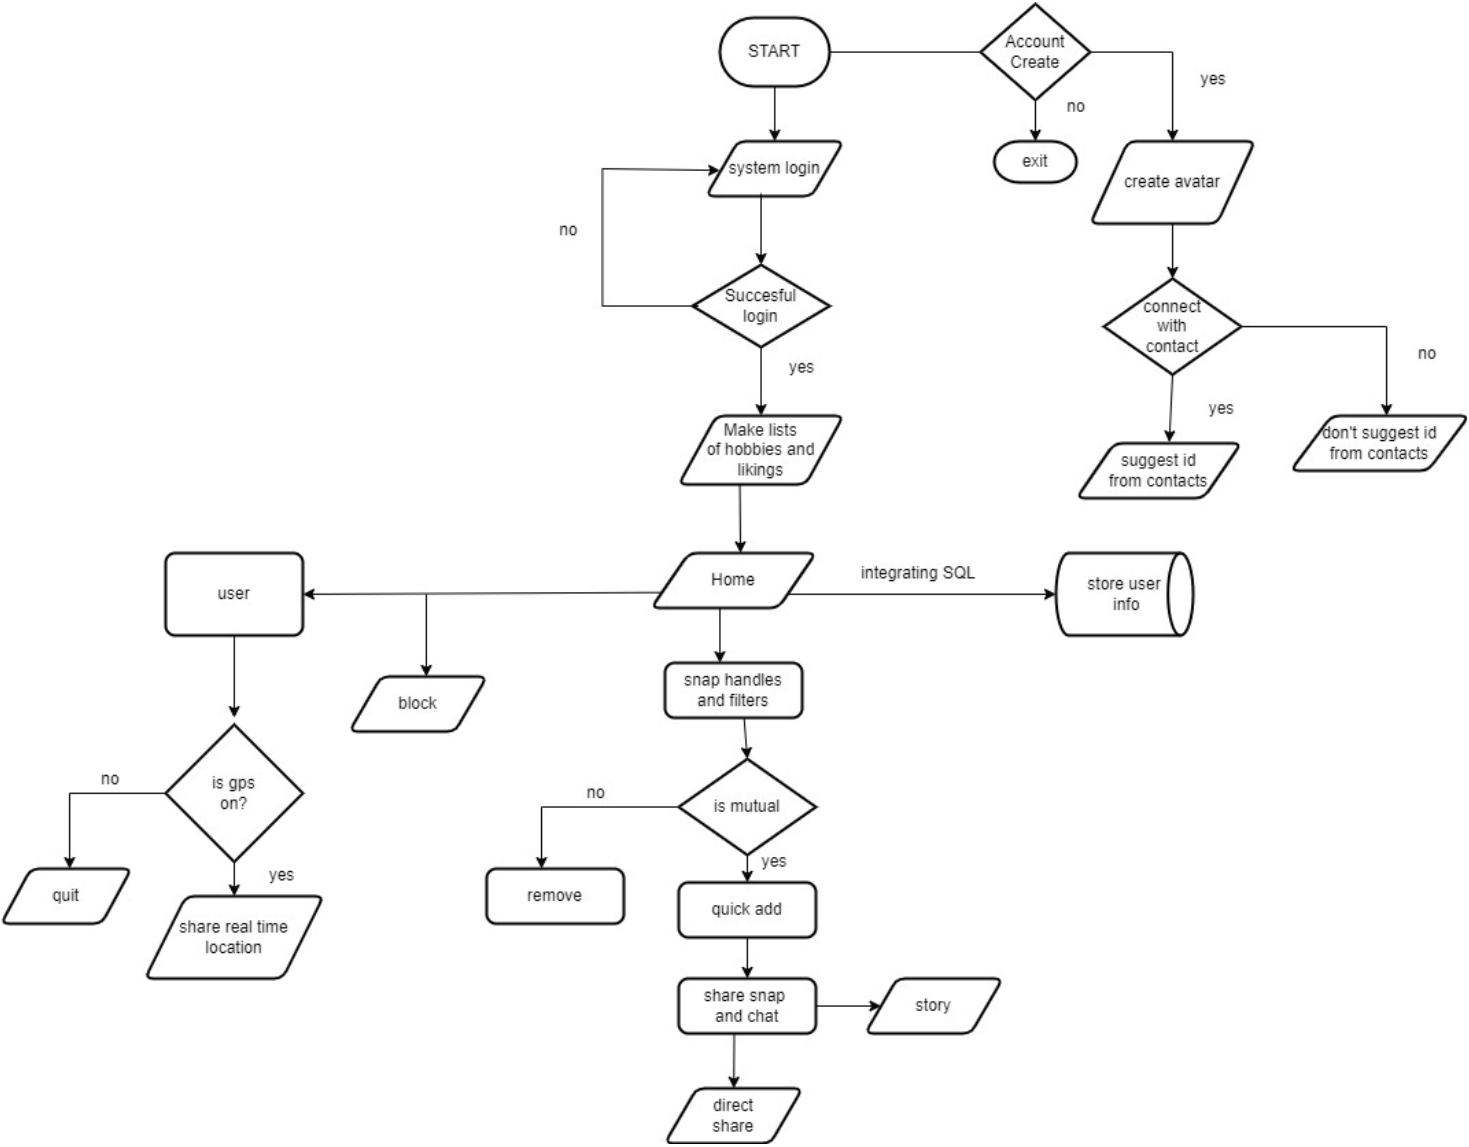 START
Account
Create
yes
no
exit
system login
create avatar
no
Succesful
login
connect
with
contact
no
yes
yes
Make lists
of hobbies and
likings
don't suggest id
from contacts
suggest id
from contacts
user
Home
integrating SQL
store user
info
snap handles
and filters
block
is gps
on?
no
no
is mutual
yes
yes
quit
remove
quick add
share real time
location
share snap
and chat
story
direct
share